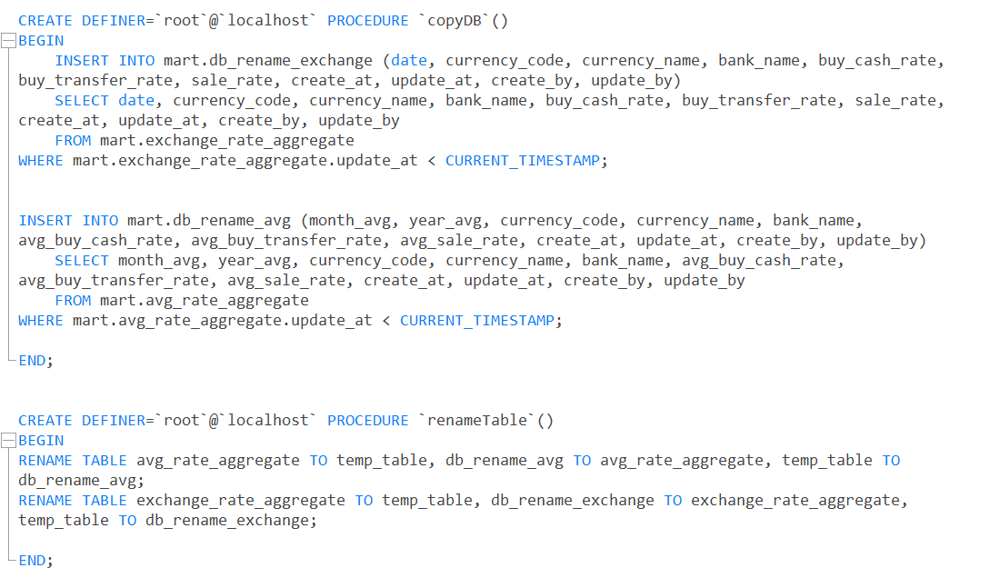 CREATE DEFINER=`root`@`localhost` PROCEDURE `copyDB`()
BEGIN
INSERT INTO mart.db_rename_exchange (date, currency_code, currency_name, bank_name, buy_cash_rate,
buy_transfer_rate, sale_rate, create_at, update_at, create_by, update_by)
SELECT date, currency_code, currency_name, bank_name, buy_cash_rate, buy_transfer_rate, sale_rate,
create_at, update_at, create_by, update_by
FROM mart.exchange_rate_aggregate
WHERE mart.exchange_rate_aggregate.update_at < CURRENT_TIMESTAMP;
INSERT INTO mart.db_rename_avg (month_avg, year_avg, currency_code, currency_name, bank_name,
avg_buy_cash_rate, avg_buy_transfer_rate, avg_sale_rate, create_at, update_at, create_by, update_by)
SELECT month_avg, year_avg, currency_code, currency_name, bank_name, avg_buy_cash_rate,
avg_buy_transfer_rate, avg_sale_rate, create_at, update_at, create_by, update_by
FROM mart.avg_rate_aggregate
WHERE mart.avg_rate_aggregate.update_at < CURRENT_TIMESTAMP;
END;
CREATE DEFINER=`root`@`localhost` PROCEDURE `renameTable`()
BEGIN
RENAME TABLE avg_rate_aggregate TO temp_table, db_rename_avg TO avg_rate_aggregate, temp_table TO
db_rename_avg;
RENAME TABLE exchange_rate_aggregate TO temp_table, db_rename_exchange TO exchange_rate_aggregate,
temp_table TO db_rename_exchange;
END;